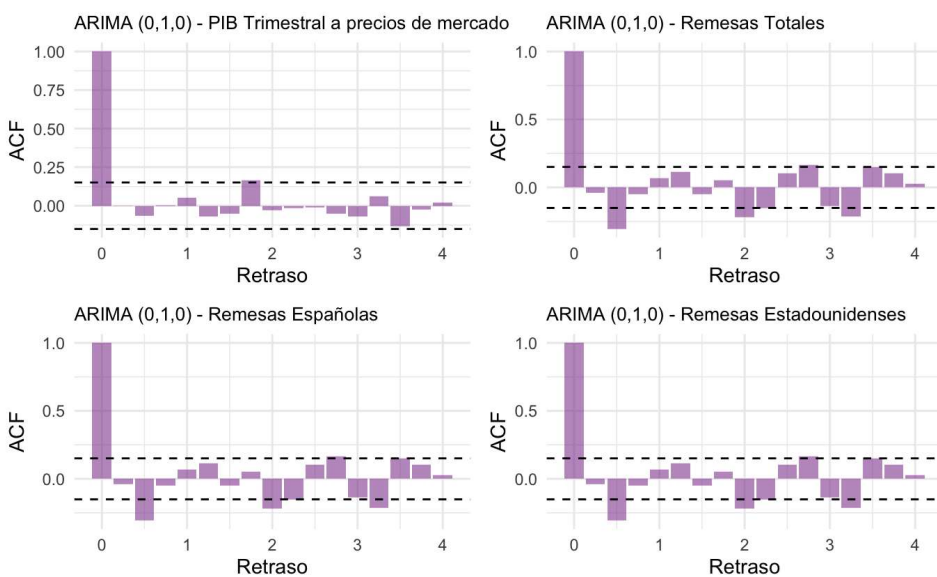 ARIMA (0,1,0) - PIB Trimestral a precios de mercado
1.00
0.75
0.50
0.25
0.00
ACF
0 1 2 3 4
Retraso
ARIMA (0,1,0) - Remesas Totales
1.0
0.5
0.0
ACF
0 1 2 3 4
Retraso
ARIMA (0,1,0) - Remesas Españolas
1.0
0.5
0.0
ACF
0 1 2 3 4
Retraso
ARIMA (0,1,0) - Remesas Estadounidenses
1.0
0.5
0.0
ACF
0 1 2 3 4
Retraso